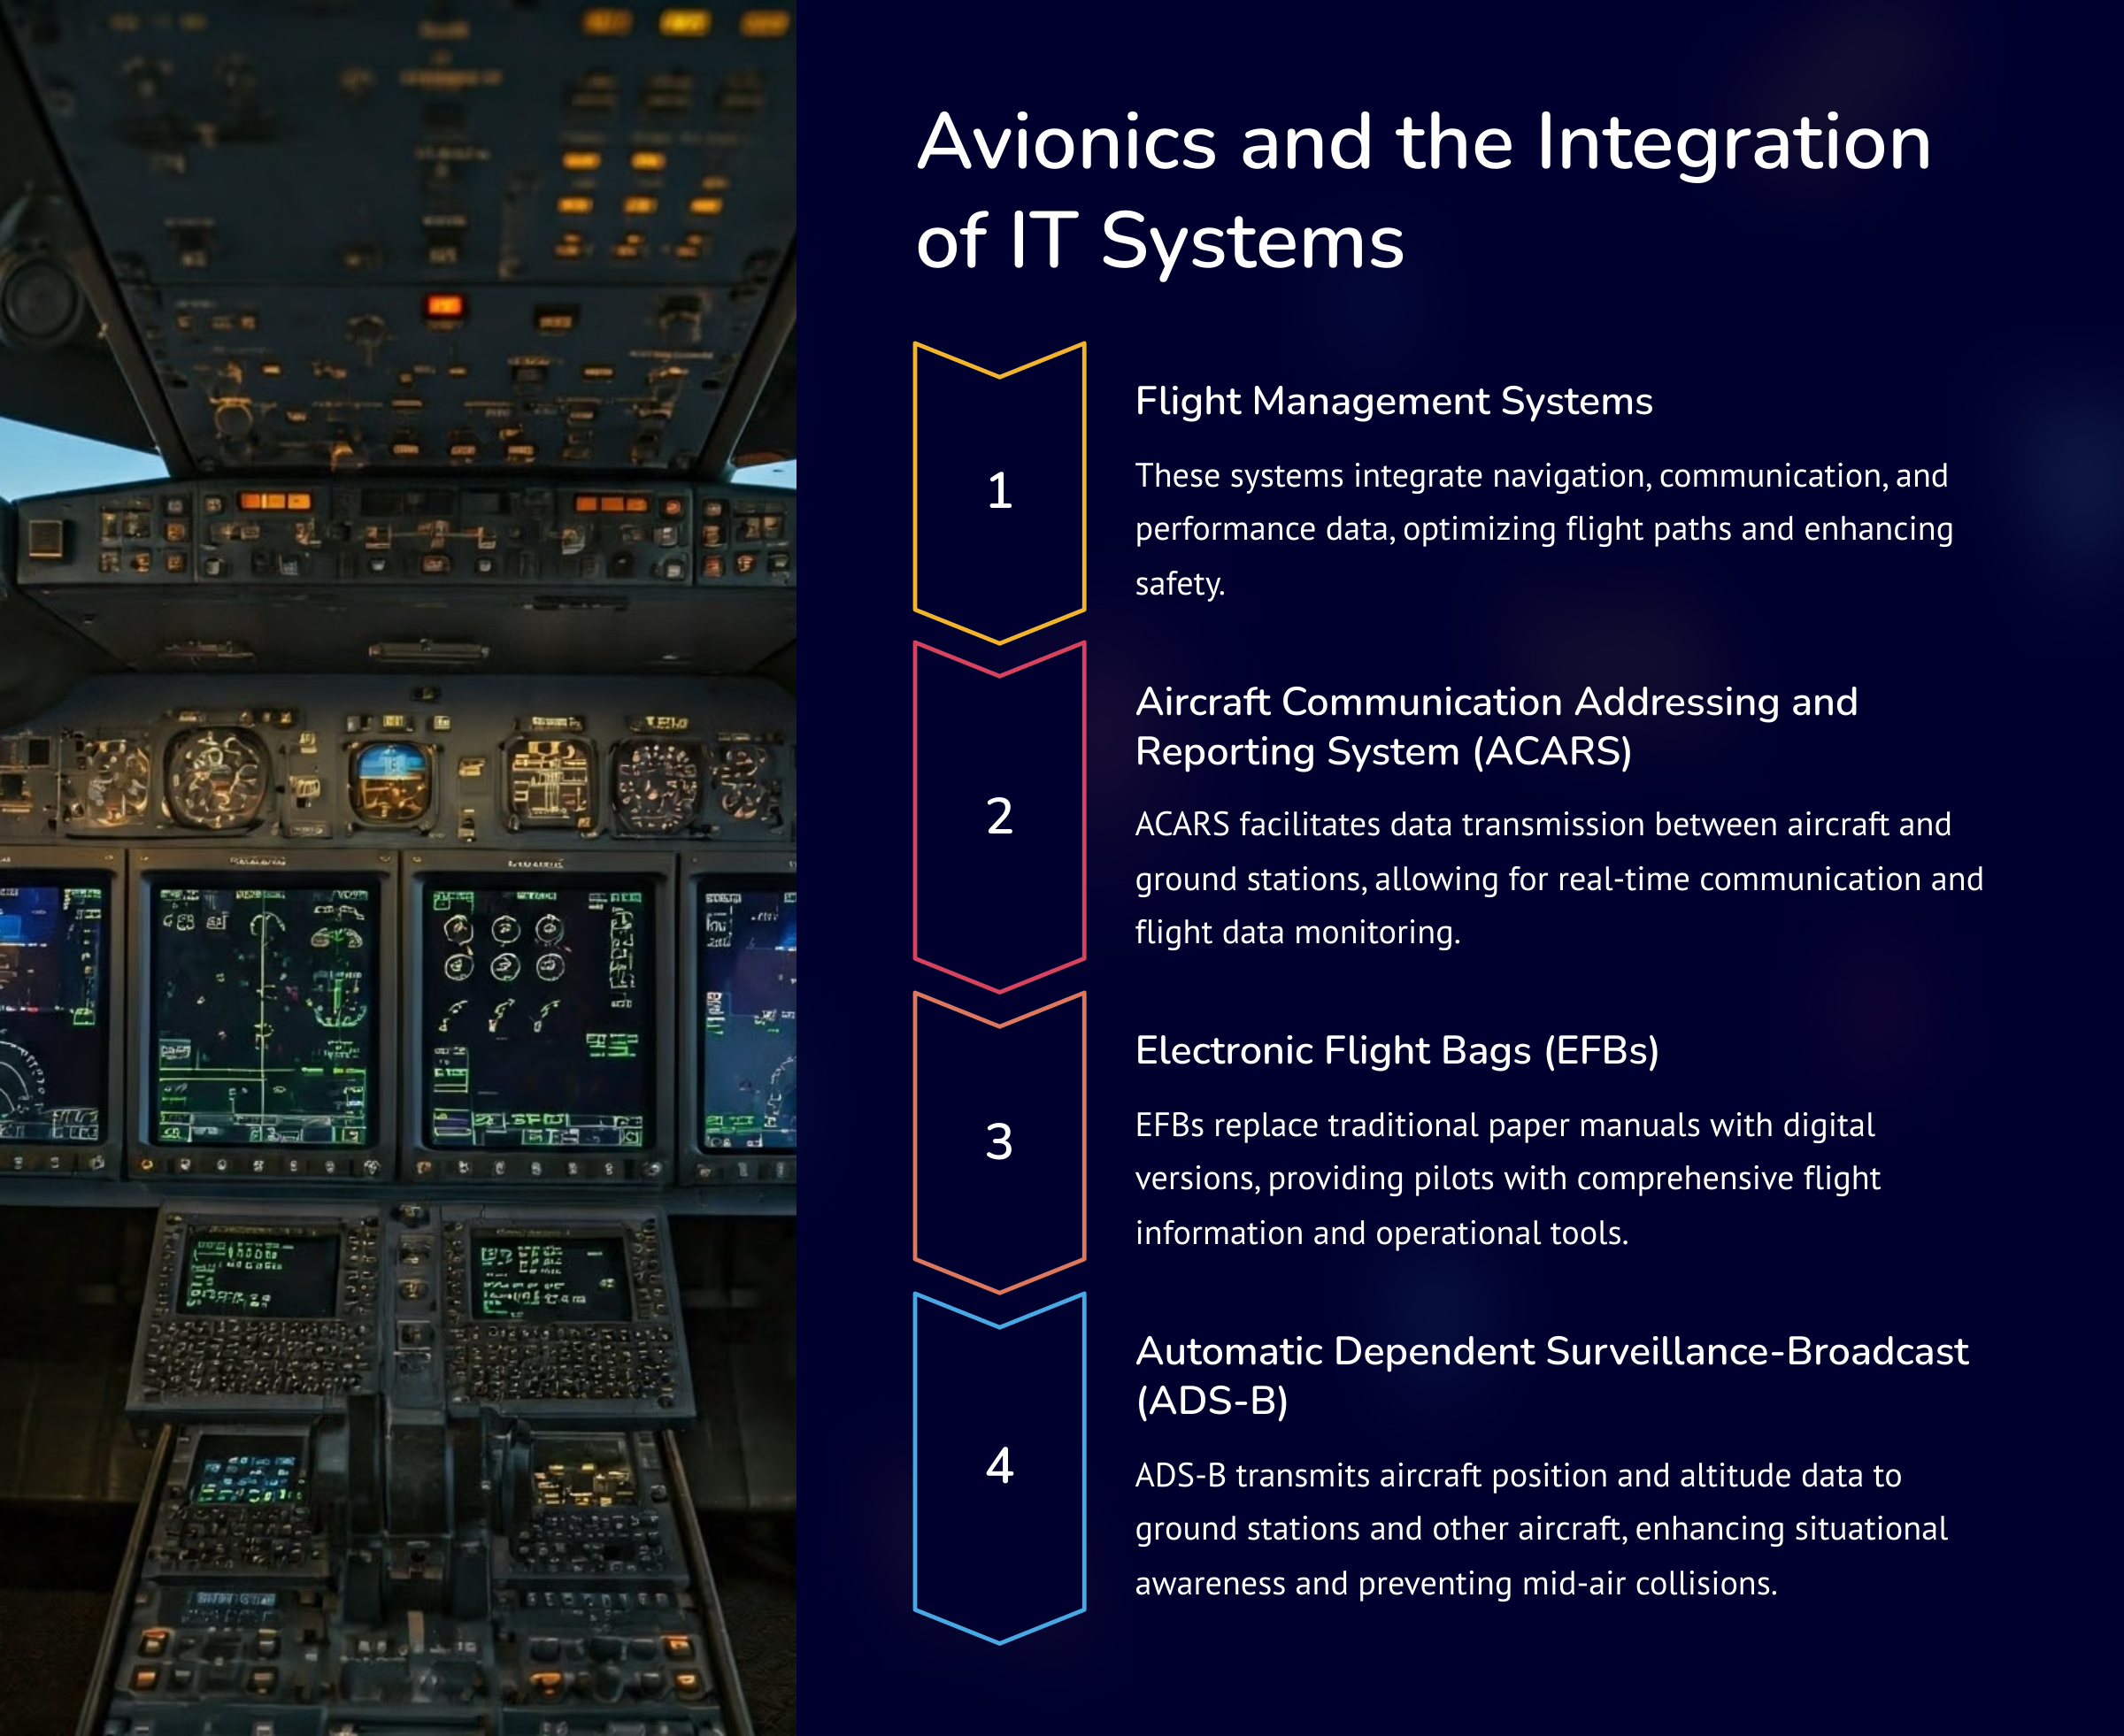 Avionics and the Integration
of IT Systems
1
Flight Management Systems
These systems integrate navigation, communication, and
performance data, optimizing flight paths and enhancing
safety.
2
Aircraft Communication Addressing and
Reporting System (ACARS)
ACARS facilitates data transmission between aircraft and
ground stations, allowing for real-time communication and
flight data monitoring.
3
Electronic Flight Bags (EFBs)
EFBs replace traditional paper manuals with digital
versions, providing pilots with comprehensive flight
information and operational tools.
4
Automatic Dependent Surveillance-Broadcast
(ADS-B)
ADS-B transmits aircraft position and altitude data to
ground stations and other aircraft, enhancing situational
awareness and preventing mid-air collisions.